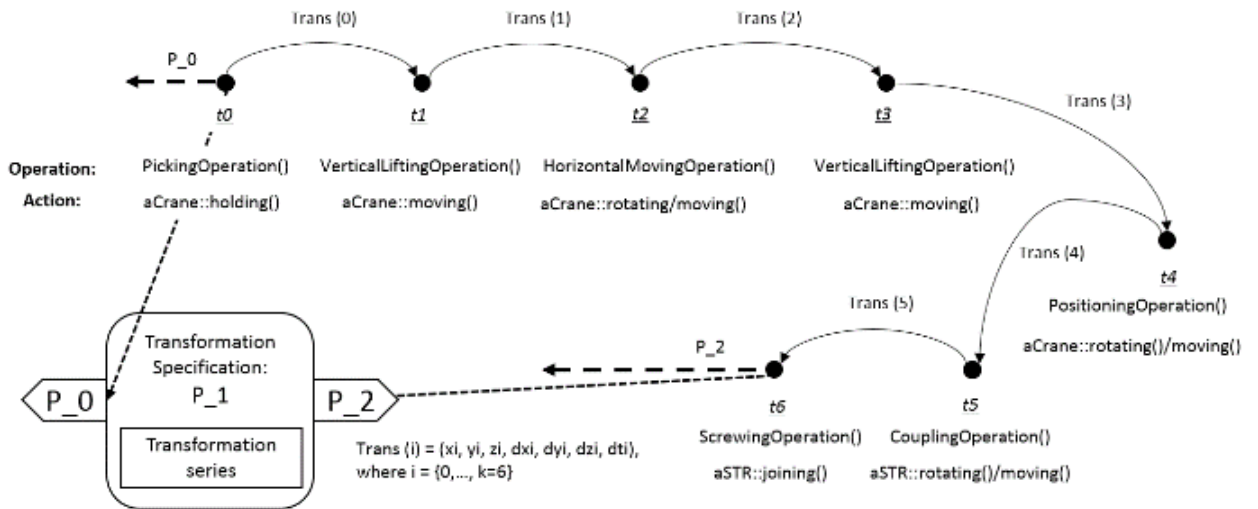 Trans (0)
Trans (1)
Trans (2)
P_0
Trans (3)
t0
t1
t2
t3
Operation:
PickingOperation()
VerticalLiftingOperation()
HorizontalMovingOperation()
VerticalLiftingOperation()
Action:
aCrane::holding()
aCrane::moving()
aCrane::rotating/moving()
aCrane::moving()
Trans (4)
t4
PositioningOperation()
aCrane::rotating()/moving()
Trans (5)
P_2
t6
t5
ScrewingOperation()
CouplingOperation()
aSTR::joining()
aSTR::rotating()/moving()
P_0
Transformation
Specification:
P_1
Transformation
series
P_2
Trans (i) = (xi, yi, zi, dxi, dyi, dzi, dti),
where i = {0,..., k=6}